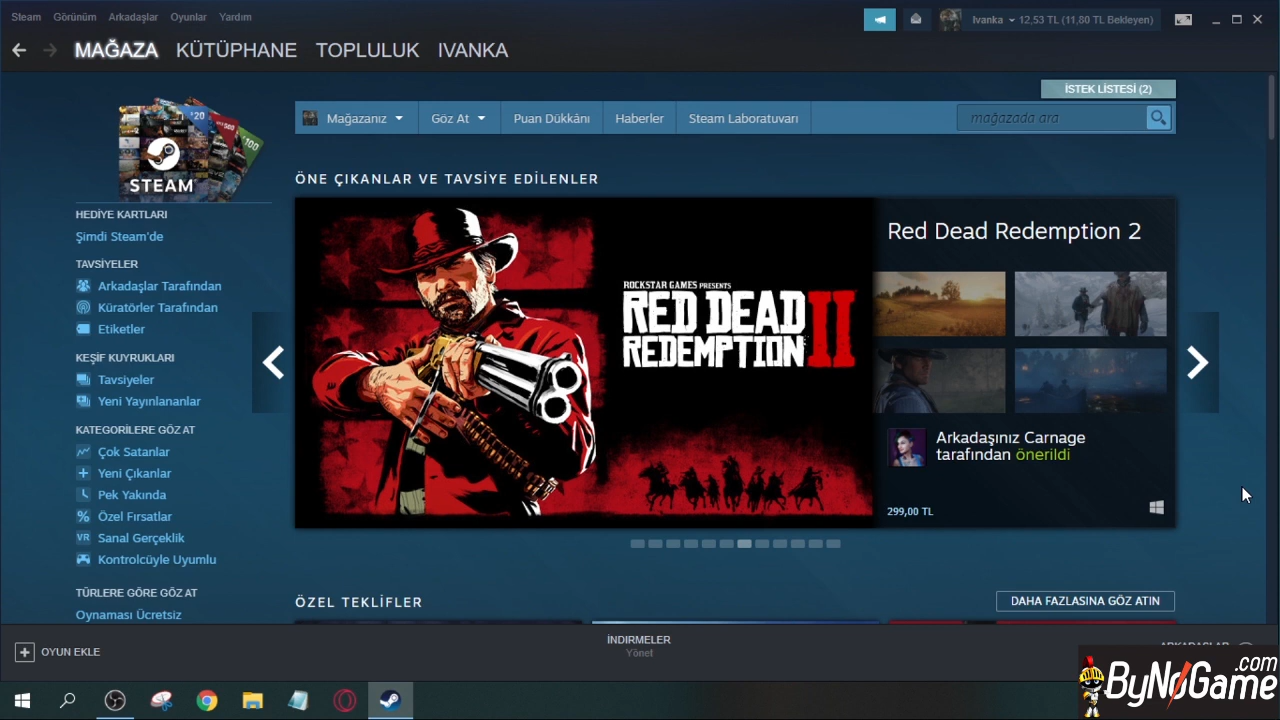 Steam Görünüm Arkadaşlar Oyunlar Yardım
Ivanka 12,53 TL (11,80 TL Bekleyen)
MAĞAZA KÜTÜPHANE TOPLULUK IVANKA
İSTEK LİSTESİ (2)
Mağazanız Göz At Puan Dükkânı Haberler Steam Laboratuvarı mağazada ara
$20
$100
STEAM
HEDİYE KARTLARI
Şimdi Steam'de
TAVSİYELER
Arkadaşlar Tarafından
Küratörler Tarafından
Etiketler
KEŞİF KUYRUKLARI
Tavsiyeler
Yeni Yayınlananlar
KATEGORİLERE GÖZ AT
Çok Satanlar
Yeni Çıkanlar
Pek Yakında
% Özel Fırsatlar
VR Sanal Gerçeklik
Kontrolcüyle Uyumlu
TÜRLERE GÖRE GÖZ AT
Oynaması Ücretsiz
ÖNE ÇIKANLAR VE TAVSİYE EDİLENLER
ROCKSTAR GAMES PRESENTS
RED DEAD
REDEMPTION II
Red Dead Redemption 2
Arkadaşınız Carnage
tarafından önerildi
299,00 TL
ÖZEL TEKLİFLER
DAHA FAZLASINA GÖZ ATIN
OYUN EKLE
İNDİRMELER
Yönet
ByNoGame.com